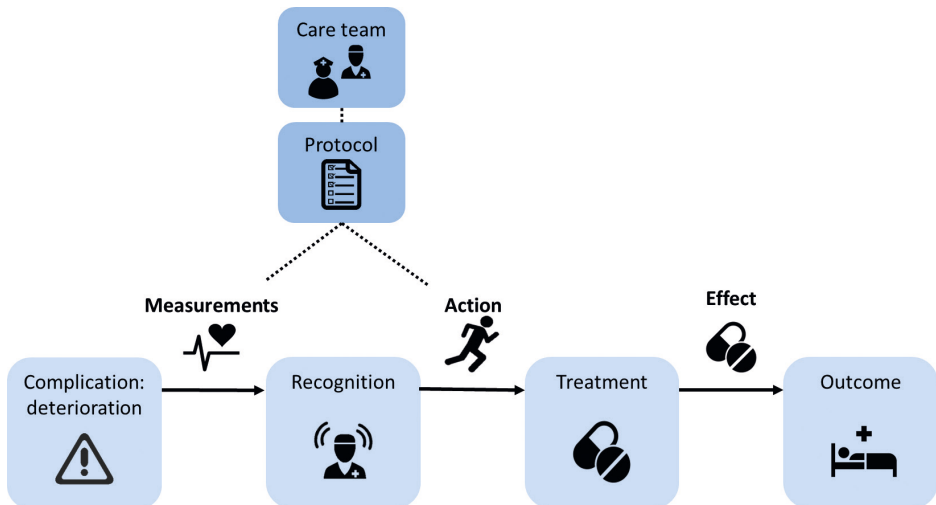 Care team
Protocol
Measurements
Action
Effect
Complication:
deterioration
Recognition
Treatment
Outcome